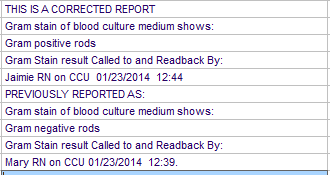 THIS IS A CORRECTED REPORT
Gram stain of blood culture medium shows:
Gram positive rods
Gram Stain result Called to and Readback By:
Jaimie RN on CCU  01/23/2014  12:44
PREVIOUSLY REPORTED AS:
Gram stain of blood culture medium shows:
Gram negative rods
Gram Stain result Called to and Readback By:
Mary RN on CCU 01/23/2014  12:39.